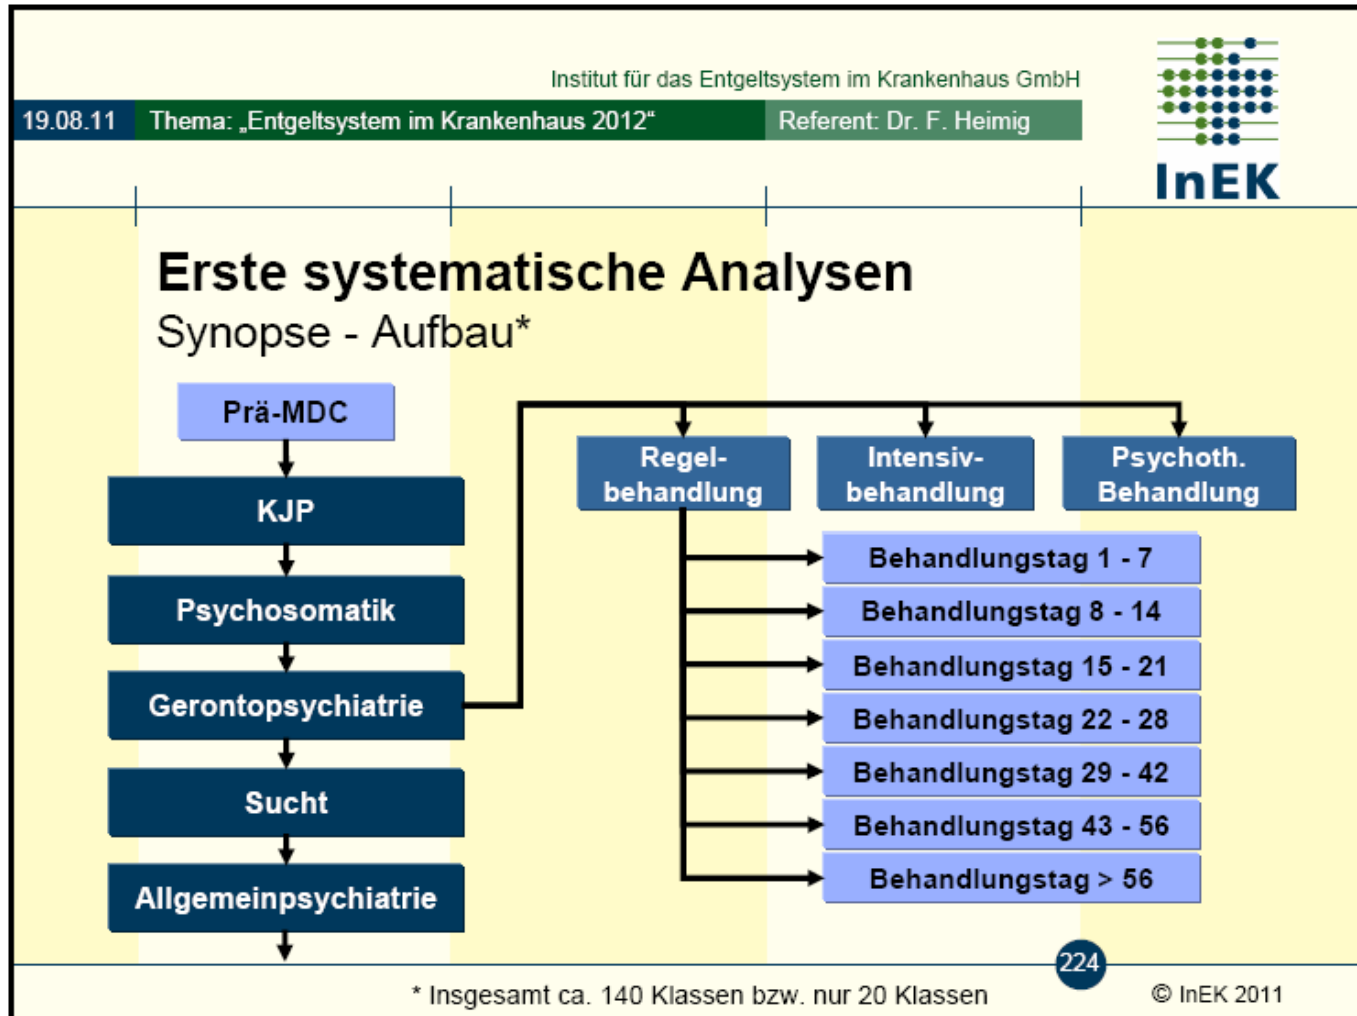 Institut für das Entgeltsystem im Krankenhaus GmbH
19.08.11 Thema: „Entgeltsystem im Krankenhaus 2012“ Referent: Dr. F. Heimig
InEK
Erste systematische Analysen
Synopse - Aufbau*
Prä-MDC
KJP
Psychosomatik
Gerontopsychiatrie
Sucht
Allgemeinpsychiatrie
Regel-
behandlung
Intensiv-
behandlung
Psychoth.
Behandlung
Behandlungstag 1 - 7
Behandlungstag 8 - 14
Behandlungstag 15 - 21
Behandlungstag 22 - 28
Behandlungstag 29 - 42
Behandlungstag 43 - 56
Behandlungstag > 56
224
* Insgesamt ca. 140 Klassen bzw. nur 20 Klassen
© InEK 2011